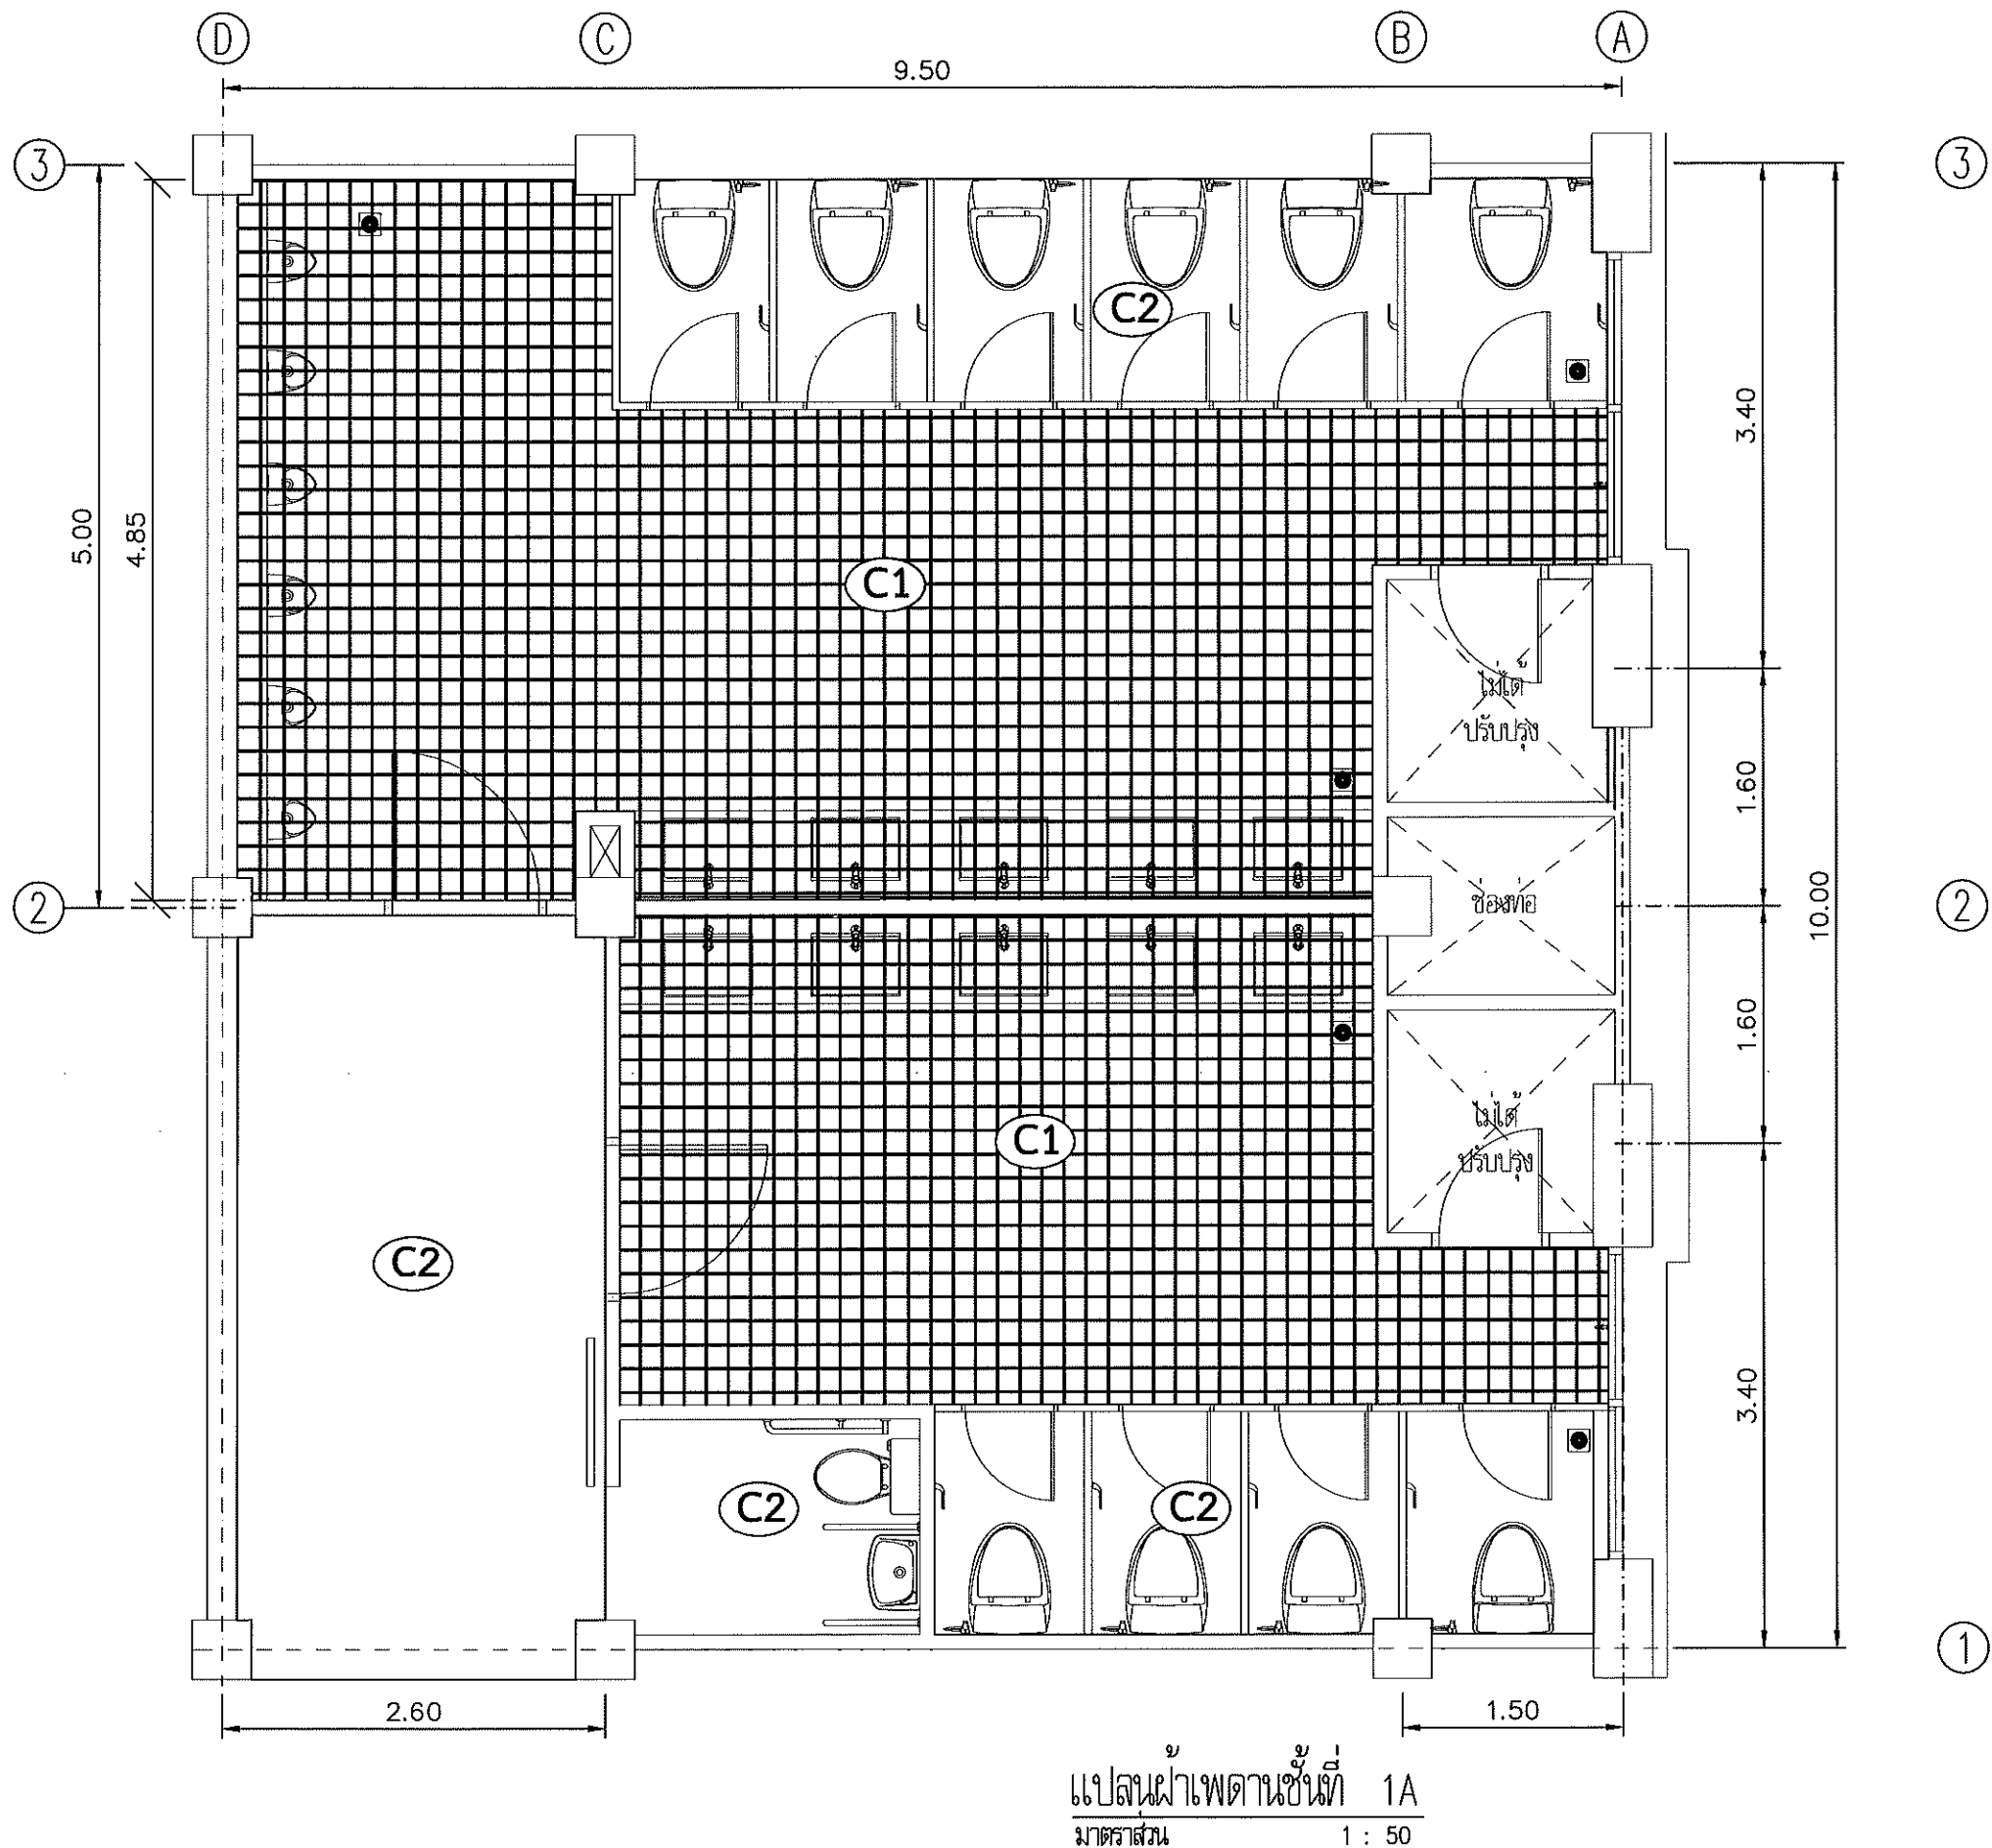 D
C
B
A
9.50
3
3
C2
3.40
5.00
4.85
C1
ไม่ได้
ปรับปรุง
1.60
10.00
2
ช่องท่อ
2
1.60
C1
ไม่ได้
ปรับปรุง
C2
3.40
C2
C2
1
2.60
1.50
แปลนฝ้าเพดานชั้นที่ 1A
มาตราส่วน 1 : 50